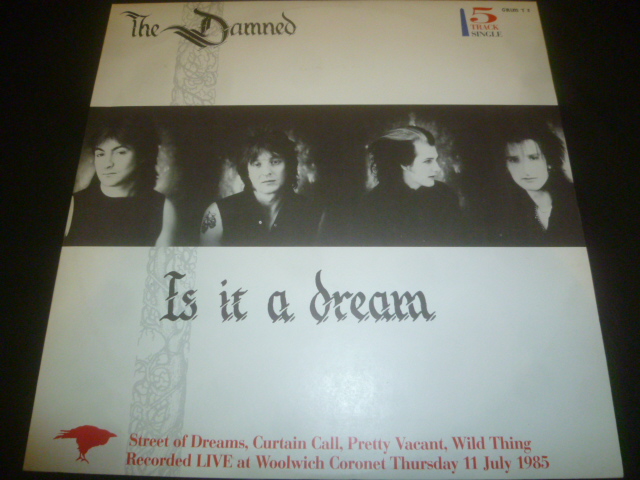 The Damned
5
TRACK
SINGLE
Is it a dream
Street of Dreams, Curtain Call, Pretty Vacant, Wild Thing
Recorded LIVE at Woolwich Coronet Thursday 11 July 1985